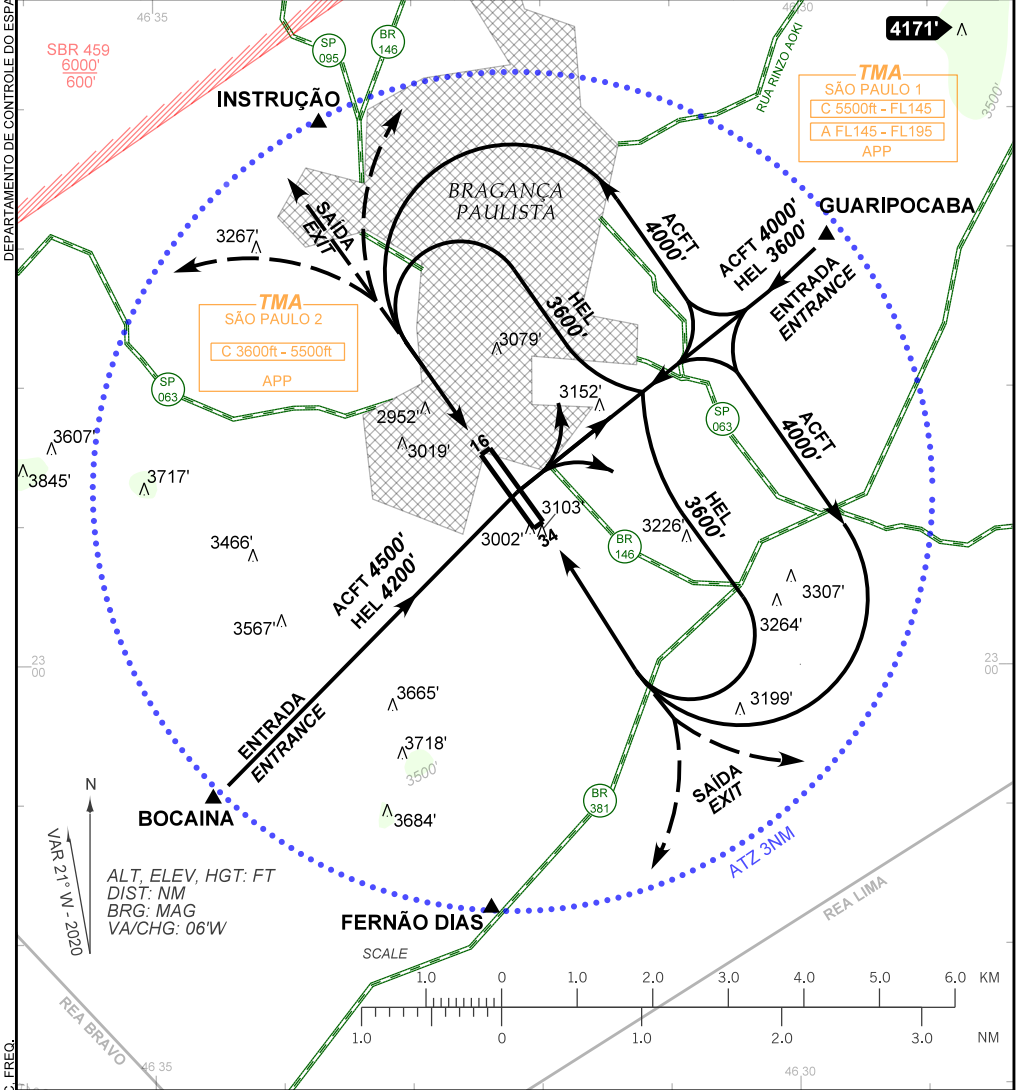 46 35
46 30
DEPARTAMENTO DE CONTROLE DO ESPA
SBR 459
6000'
600'
SP
095
BR
146
4171'
RUA RINZO AOKI
3500'
TMA
SÃO PAULO 1
C 5500ft - FL145
A FL145 - FL195
APP
INSTRUÇÃO
BRAGANÇA
PAULISTA
GUARIPOCABA
SAÍDA
EXIT
ACFT
4000'
ACFT 4000'
HEL 3600'
ENTRADA
ENTRANCE
3267'
TMA
SÃO PAULO 2
C 3600ft - 5500ft
APP
HEL
3600'
3079'
SP
063
3152'
2952'
3019'
SP
063
ACFT
4000'
3607'
3845'
3717'
16
34
3103'
3002'
HEL
3600'
3226'
BR
146
3466'
ACFT 4500'
HEL 4200'
3307'
3264'
3567'
23
00
23
00
3665'
3199'
ENTRADA
ENTRANCE
3718'
3500'
SAÍDA
EXIT
BOCAINA
3684'
BR
381
ATZ 3NM
N
VAR 21° W - 2020
ALT, ELEV, HGT: FT
DIST: NM
BRG: MAG
VA/CHG: 06'W
FERNÃO DIAS
REA LIMA
SCALE
1.0 0 1.0 2.0 3.0 4.0 5.0 6.0 KM
1.0 0 1.0 2.0 3.0 NM
REA BRAVO
FREQ.
46 35
46 30